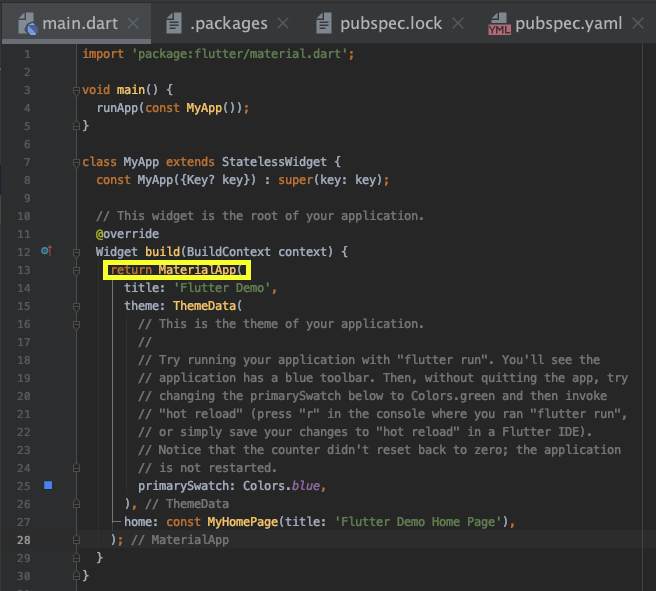 main.dart .packages pubspec.lock pubspec.yaml
1 import 'package:flutter/material.dart';
2
3 void main() {
4 runApp(const MyApp());
5 }
6
7 class MyApp extends StatelessWidget {
8 const MyApp({Key? key}) : super(key: key);
9
10 // This widget is the root of your application.
11 @override
12 Widget build(BuildContext context) {
13 return MaterialApp(
14 title: 'Flutter Demo',
15 theme: ThemeData(
16 // This is the theme of your application.
17 //
18 // Try running your application with "flutter run". You'll see the
19 // application has a blue toolbar. Then, without quitting the app, try
20 // changing the primarySwatch below to Colors.green and then invoke
21 // "hot reload" (press "r" in the console where you ran "flutter run",
22 // or simply save your changes to "hot reload" in a Flutter IDE).
23 // Notice that the counter didn't reset back to zero; the application
24 // is not restarted.
25 primarySwatch: Colors.blue,
26 ), // ThemeData
27 home: const MyHomePage(title: 'Flutter Demo Home Page'),
28 ); // MaterialApp
29 }
30 }